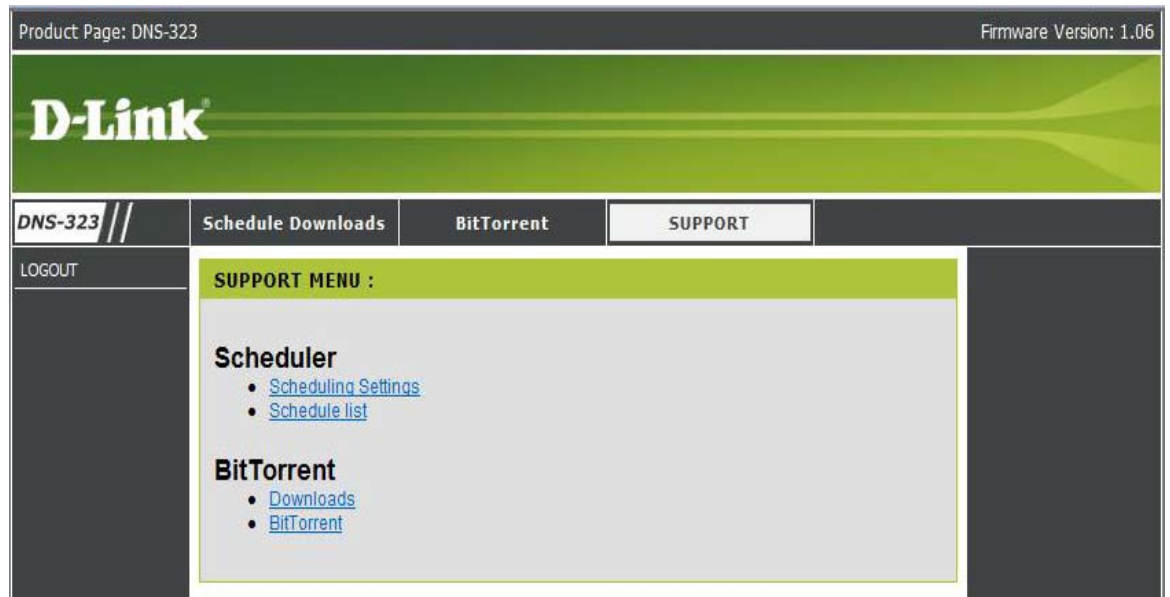 Product Page: DNS-323 Firmware Version: 1.06
D-Link®
DNS-323 Schedule Downloads BitTorrent SUPPORT
LOGOUT
SUPPORT MENU :
Scheduler
• Scheduling Settings
• Schedule list
BitTorrent
• Downloads
• BitTorrent